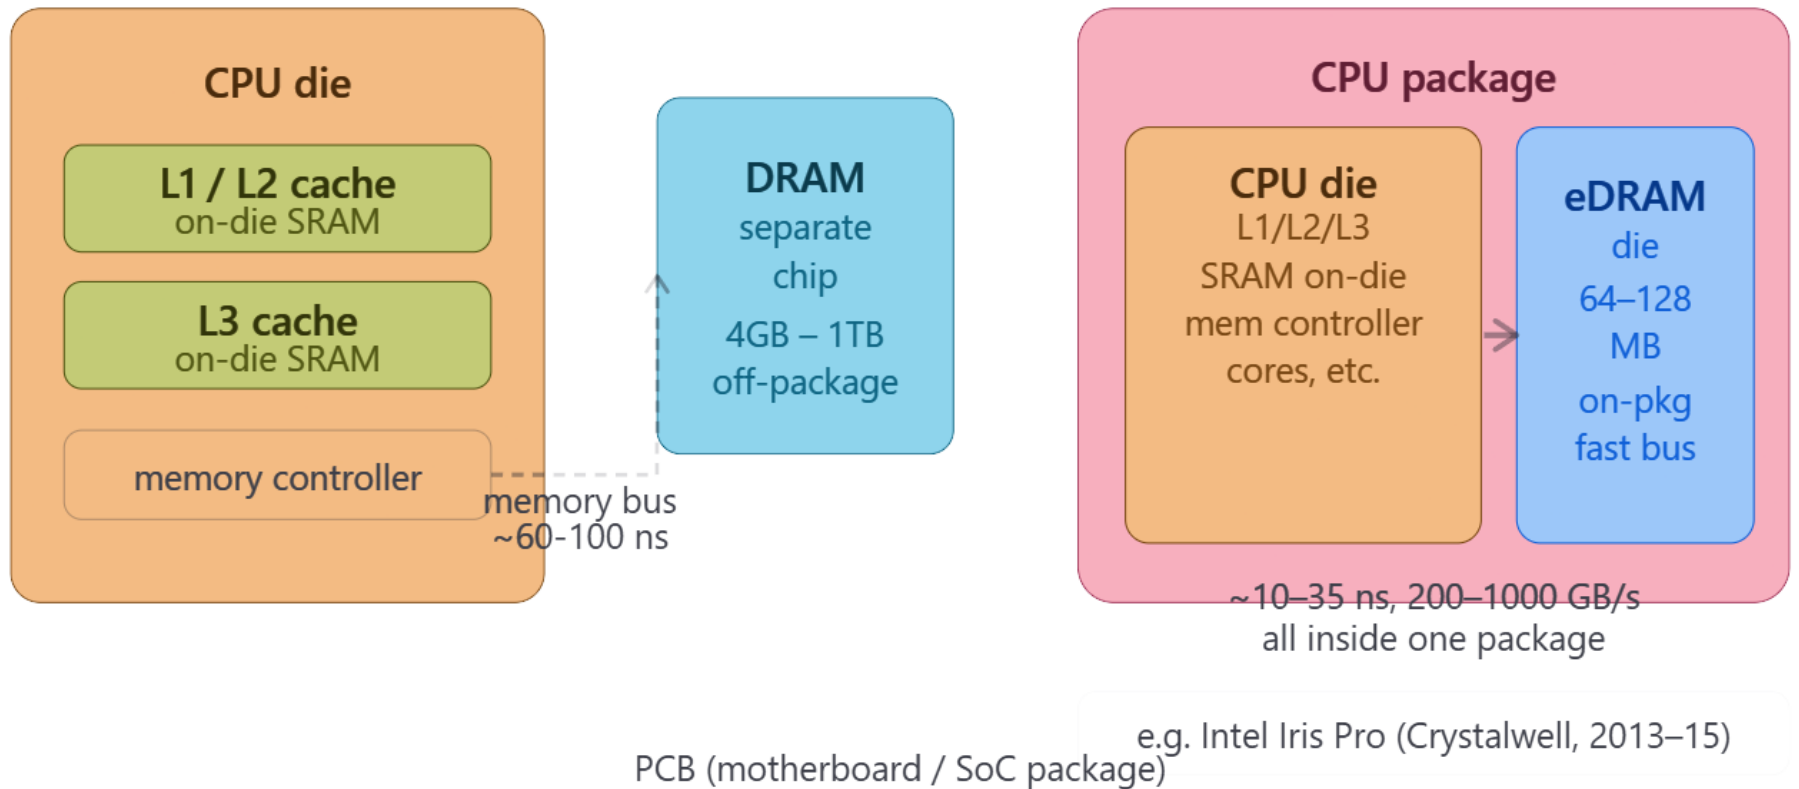 CPU die
L1 / L2 cache
on-die SRAM
L3 cache
on-die SRAM
memory controller
memory bus
~60-100 ns
DRAM
separate
chip
4GB – 1TB
off-package
CPU package
CPU die
L1/L2/L3
SRAM on-die
mem controller
cores, etc.
eDRAM
die
64–128
MB
on-pkg
fast bus
~10–35 ns, 200–1000 GB/s
all inside one package
e.g. Intel Iris Pro (Crystalwell, 2013–15)
PCB (motherboard / SoC package)